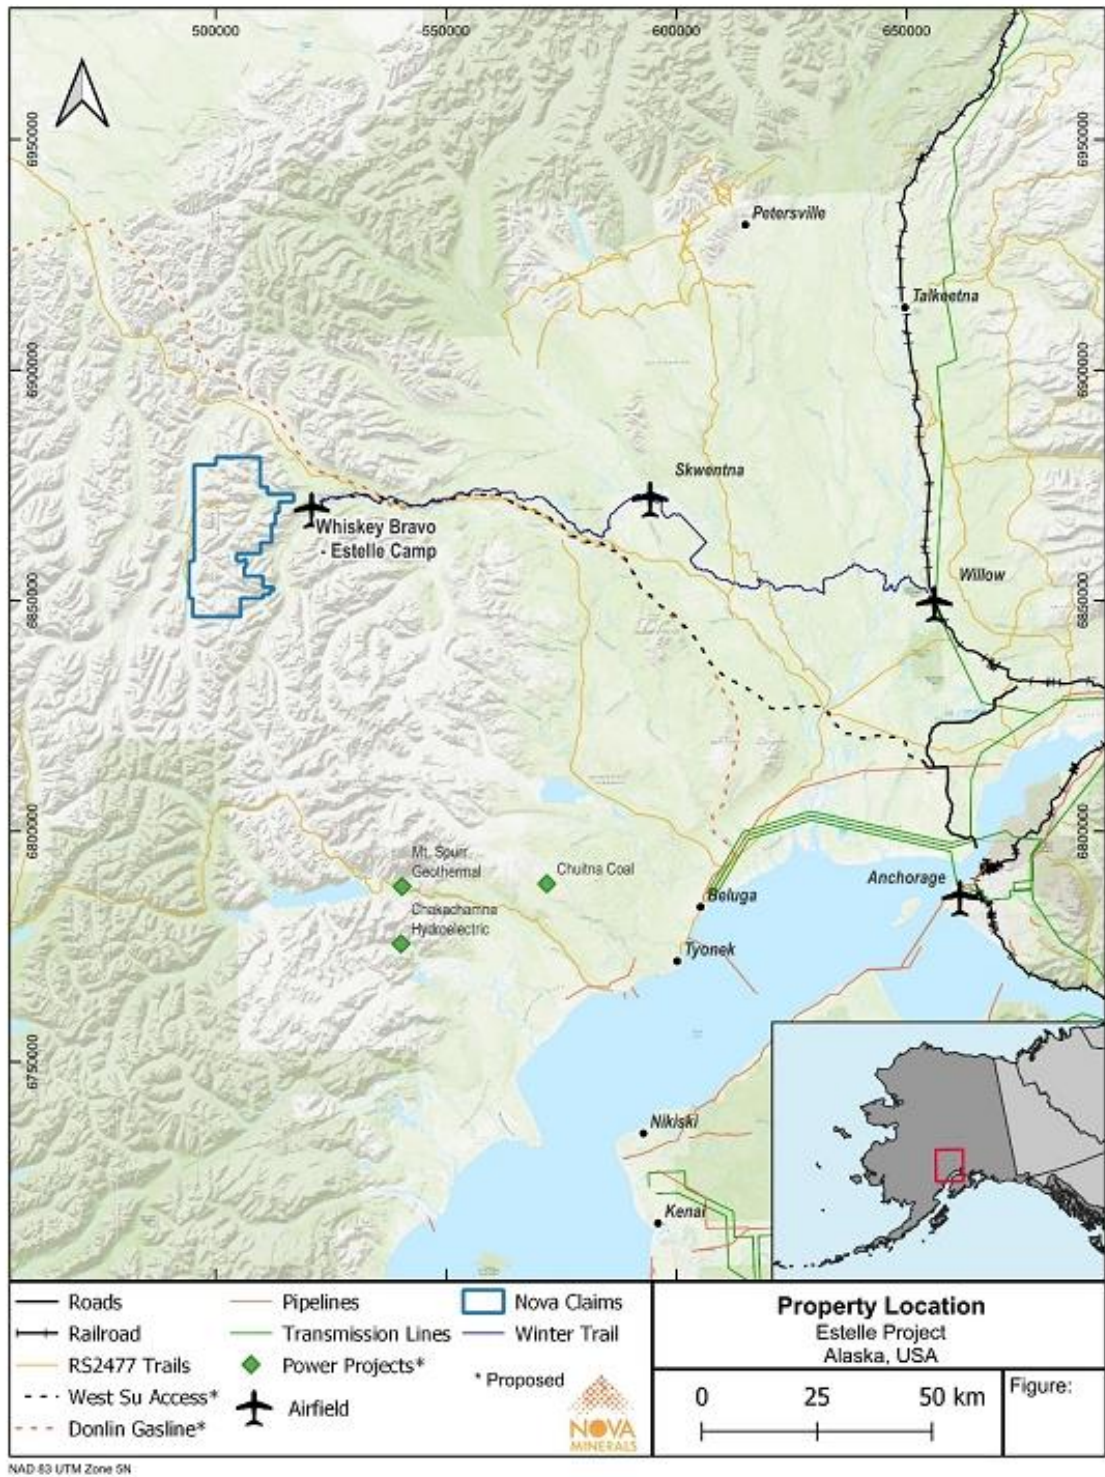 500000
550000
600000
650000
6950000
6950000
Petersville
Talkeetna
6900000
6900000
Skwentna
Whiskey Bravo
- Estelle Camp
Willow
6850000
6850000
6800000
6800000
Mt. Spurr
Geothermal
Chuitna Coal
Anchorage
Beluga
Chakachamna
Hydroelectric
Tyonek
6750000
Nikiski
Kenai
Roads
Railroad
RS2477 Trails
West Su Access*
Donlin Gasline*
Pipelines
Transmission Lines
Power Projects*
Airfield
Nova Claims
Winter Trail
* Proposed
NOVA
MINERALS
Property Location
Estelle Project
Alaska, USA
0 25 50 km
Figure:
NAD 83 UTM Zone 5N